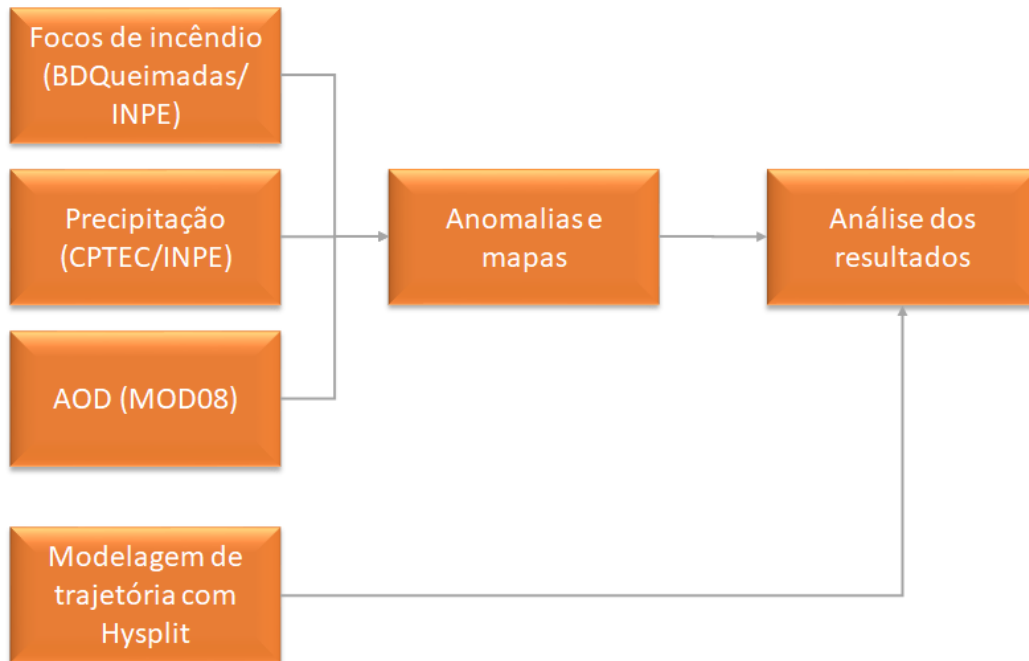 Focos de incêndio
(BDQueimadas/
INPE)
Precipitação
(CPTEC/INPE)
AOD (MOD08)
Modelagem de
trajetória com
Hysplit
Anomalias e
mapas
Análise dos
resultados